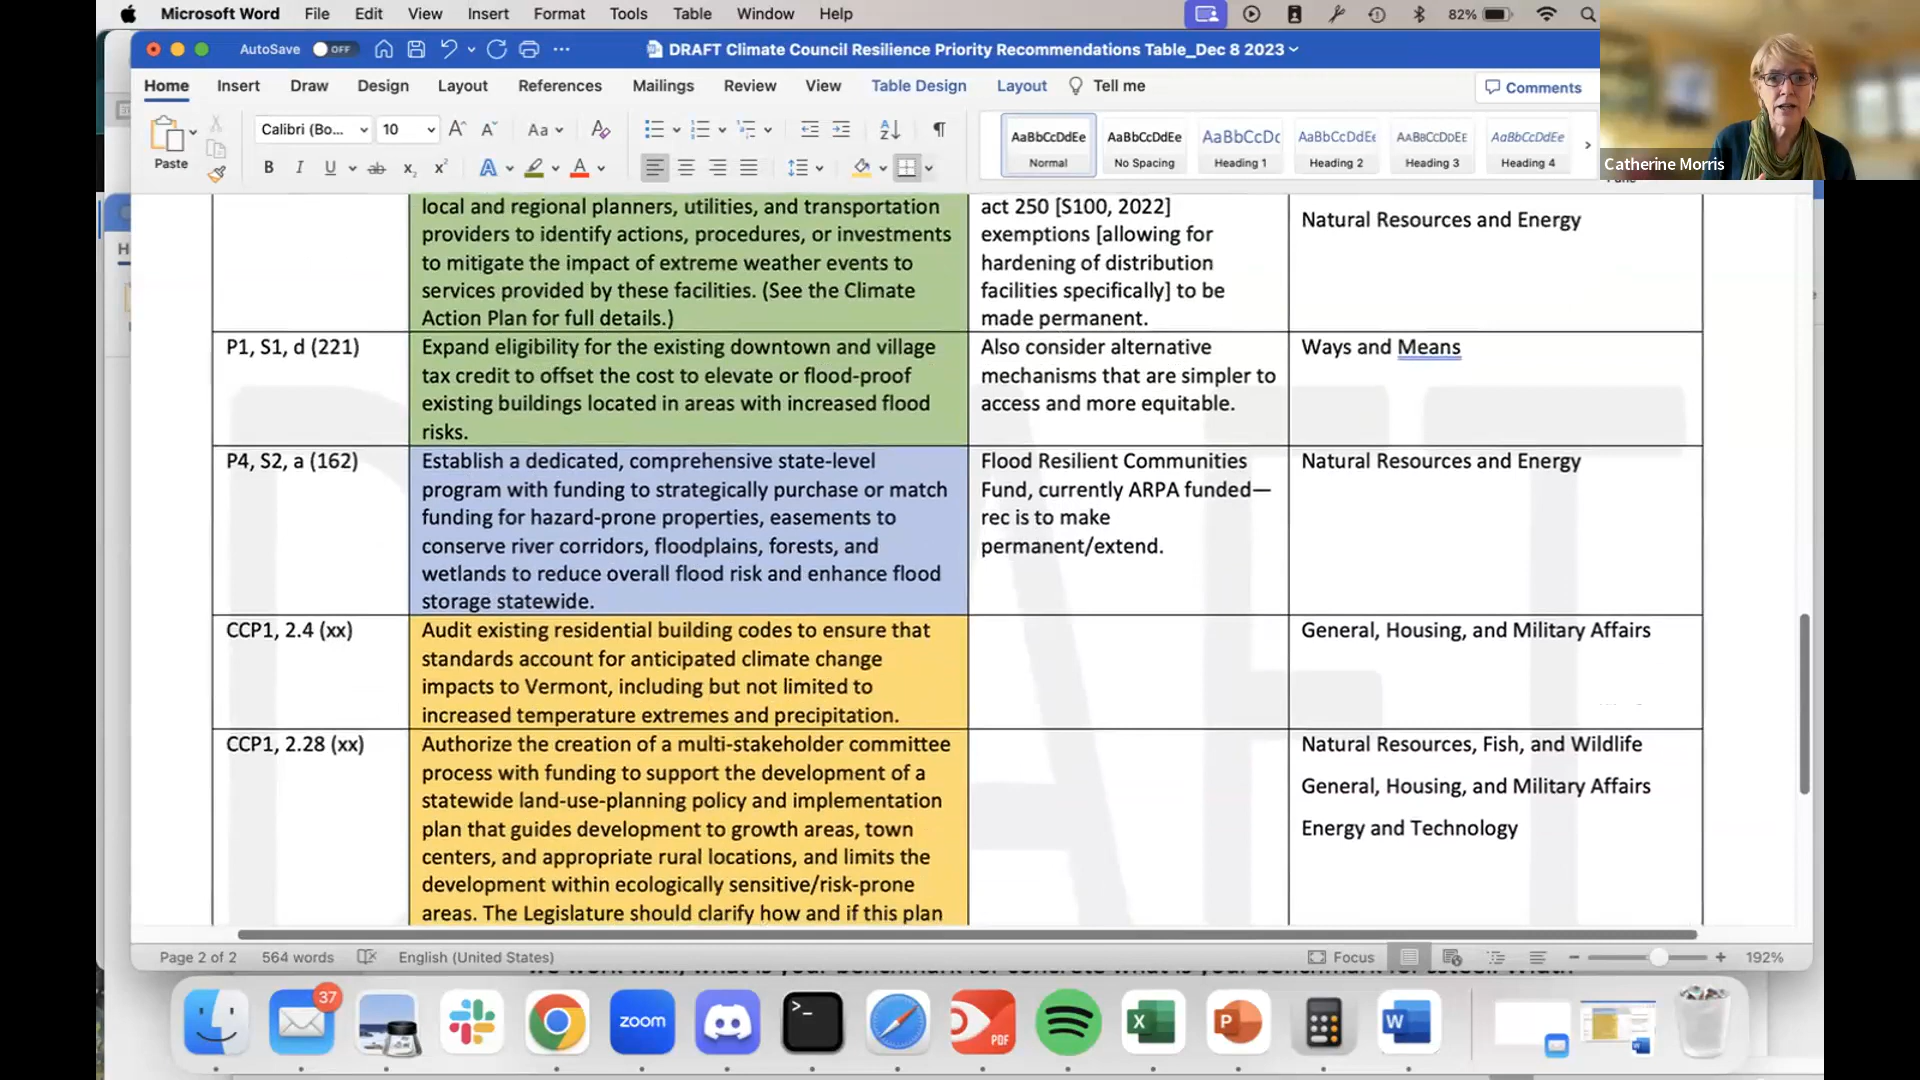 Microsoft Word File Edit View Insert Format Tools Table Window Help 82%
AutoSave OFF DRAFT Climate Council Resilience Priority Recommendations Table_Dec 8 2023
Home Insert Draw Design Layout References Mailings Review View Table Design Layout Tell me Comments
Paste Calibri (Bo... 10 Aa
AaBbCcDdEe AaBbCcDdEe AaBbCcDc AaBbCcDdEe AaBbCcDdEe AaBbCcDdEe
Normal No Spacing Heading 1 Heading 2 Heading 3 Heading 4
Catherine Morris
local and regional planners, utilities, and transportation
providers to identify actions, procedures, or investments
to mitigate the impact of extreme weather events to
services provided by these facilities. (See the Climate
Action Plan for full details.)
act 250 [S100, 2022]
exemptions [allowing for
hardening of distribution
facilities specifically] to be
made permanent.
Natural Resources and Energy
P1, S1, d (221)
Expand eligibility for the existing downtown and village
tax credit to offset the cost to elevate or flood-proof
existing buildings located in areas with increased flood
risks.
Also consider alternative
mechanisms that are simpler to
access and more equitable.
Ways and Means
P4, S2, a (162)
Establish a dedicated, comprehensive state-level
program with funding to strategically purchase or match
funding for hazard-prone properties, easements to
conserve river corridors, floodplains, forests, and
wetlands to reduce overall flood risk and enhance flood
storage statewide.
Flood Resilient Communities
Fund, currently ARPA funded—
rec is to make
permanent/extend.
Natural Resources and Energy
CCP1, 2.4 (xx)
Audit existing residential building codes to ensure that
standards account for anticipated climate change
impacts to Vermont, including but not limited to
increased temperature extremes and precipitation.
General, Housing, and Military Affairs
CCP1, 2.28 (xx)
Authorize the creation of a multi-stakeholder committee
process with funding to support the development of a
statewide land-use-planning policy and implementation
plan that guides development to growth areas, town
centers, and appropriate rural locations, and limits the
development within ecologically sensitive/risk-prone
areas. The Legislature should clarify how and if this plan
Natural Resources, Fish, and Wildlife
General, Housing, and Military Affairs
Energy and Technology
Page 2 of 2 564 words English (United States) Focus 192%
37
zoom
PDF